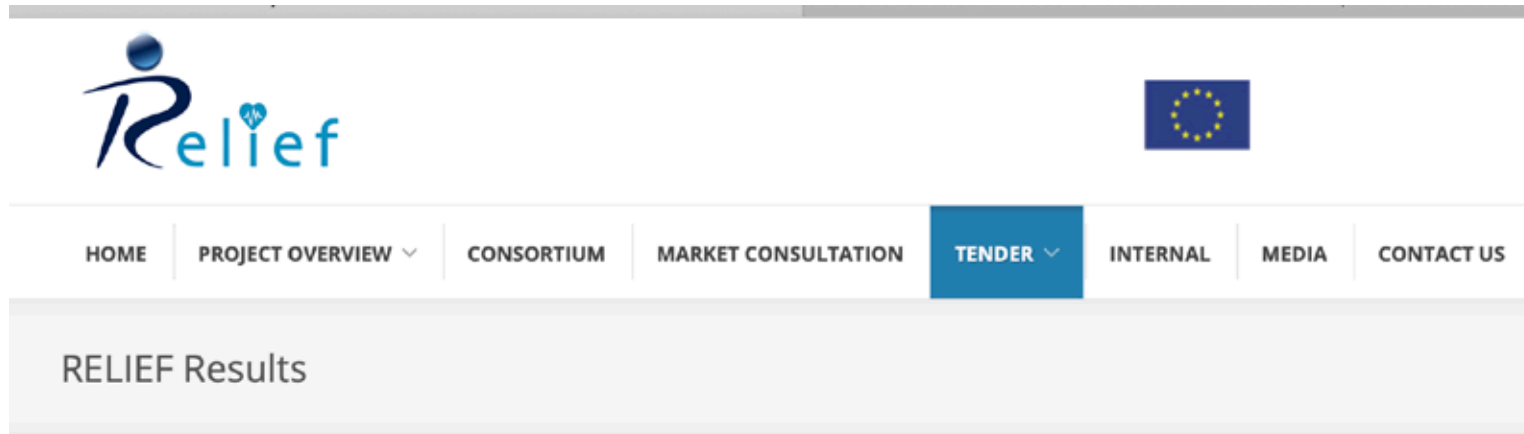 Relief
HOME PROJECT OVERVIEW CONSORTIUM MARKET CONSULTATION TENDER INTERNAL MEDIA CONTACT US
RELIEF Results